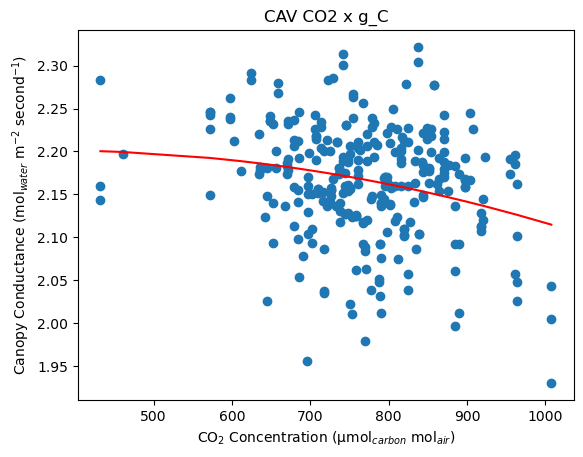 CAV CO2 x g_C
Canopy Conductance (mol_water m⁻² second⁻¹)
2.30
2.25
2.20
2.15
2.10
2.05
2.00
1.95
500 600 700 800 900 1000
CO₂ Concentration (μmol_carbon mol_air)